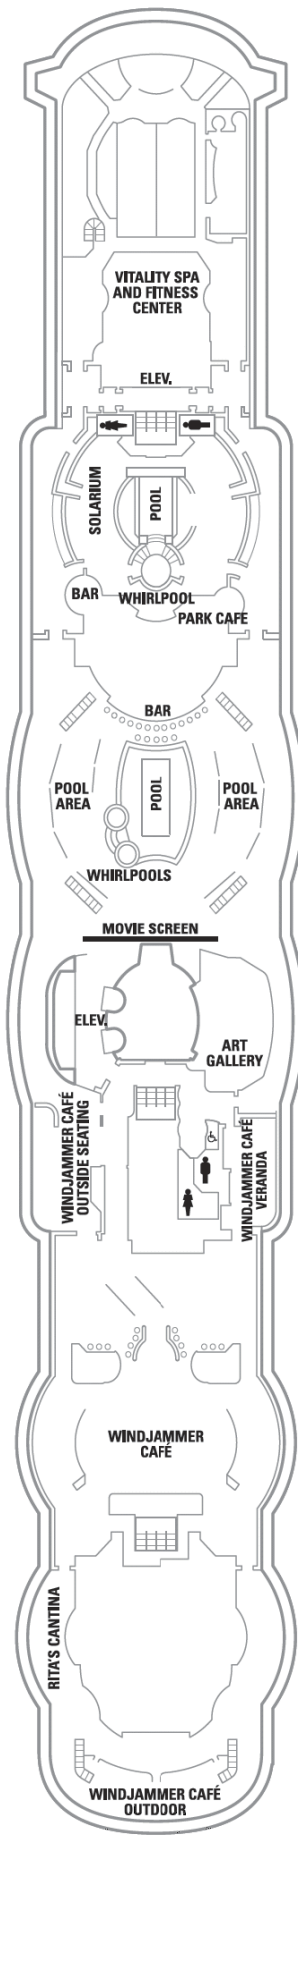 VITALITY SPA
AND FITNESS
CENTER
ELEV.
SOLARIUM
POOL
BAR
WHIRLPOOL
PARK CAFE
BAR
POOL
AREA
POOL
POOL
AREA
WHIRLPOOLS
MOVIE SCREEN
ELEV.
ART
GALLERY
WINDJAMMER CAFÉ
OUTSIDE SEATING
WINDJAMMER CAFÉ
VERANDA
WINDJAMMER
CAFÉ
RITA'S CANTINA
WINDJAMMER CAFÉ
OUTDOOR